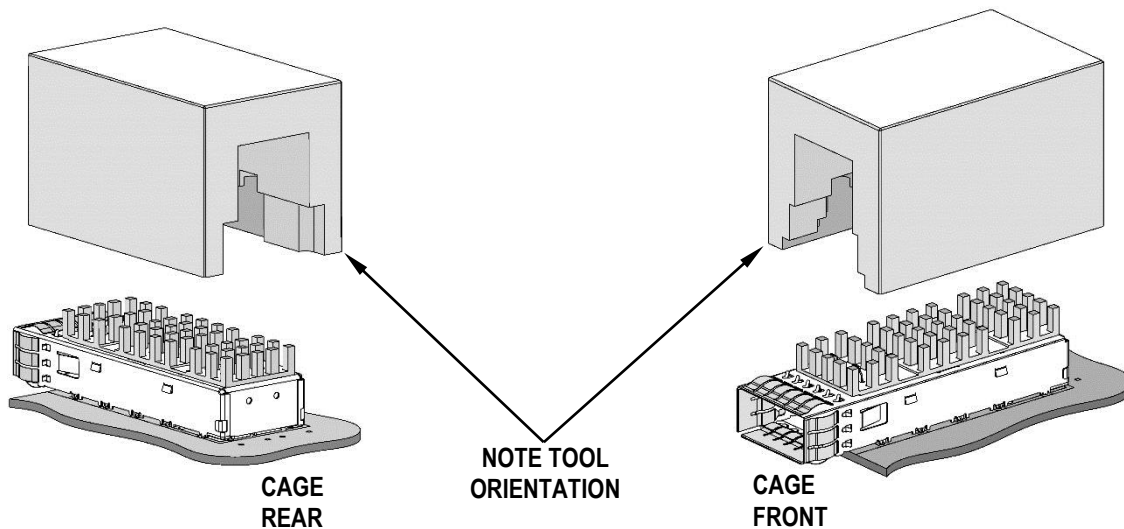 NOTE TOOL
ORIENTATION
CAGE
REAR
CAGE
FRONT